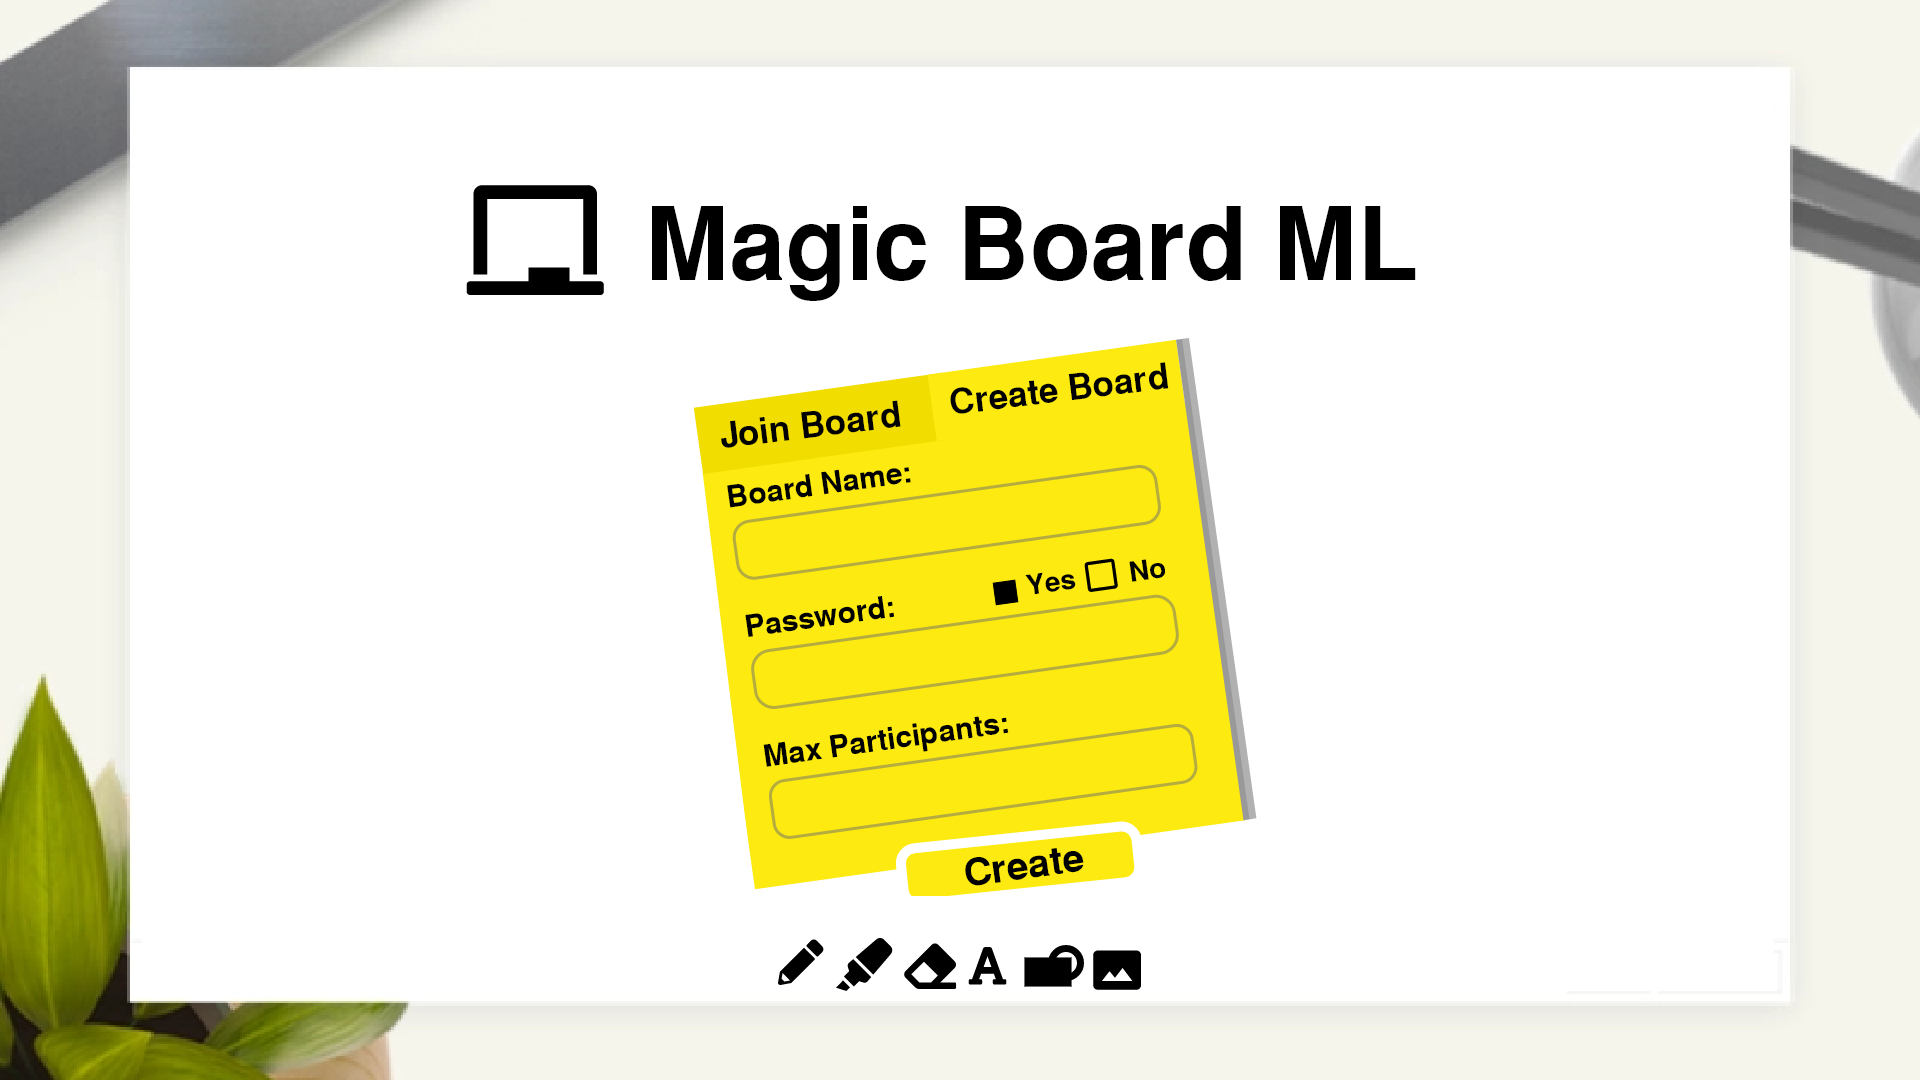 Magic Board ML
Join Board
Create Board
Board Name:
Password:
Yes
No
Max Participants:
Create
A